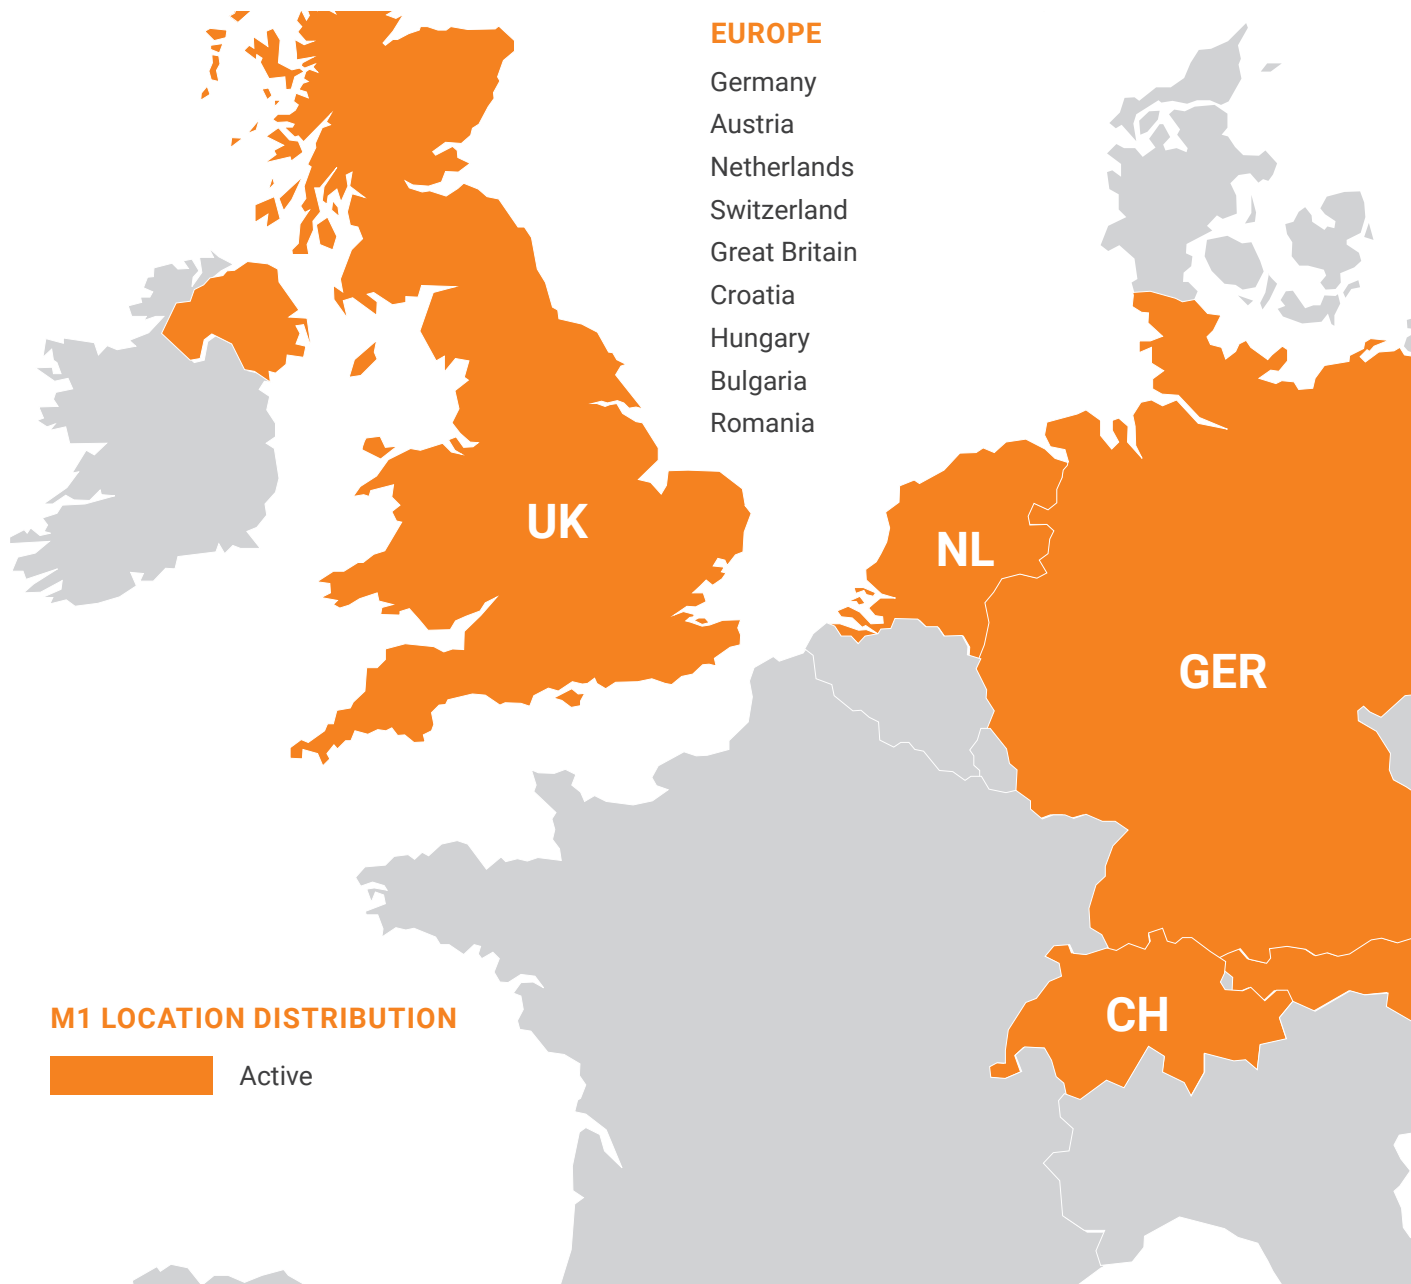 EUROPE
Germany
Austria
Netherlands
Switzerland
Great Britain
Croatia
Hungary
Bulgaria
Romania
UK
NL
GER
CH
M1 LOCATION DISTRIBUTION
Active